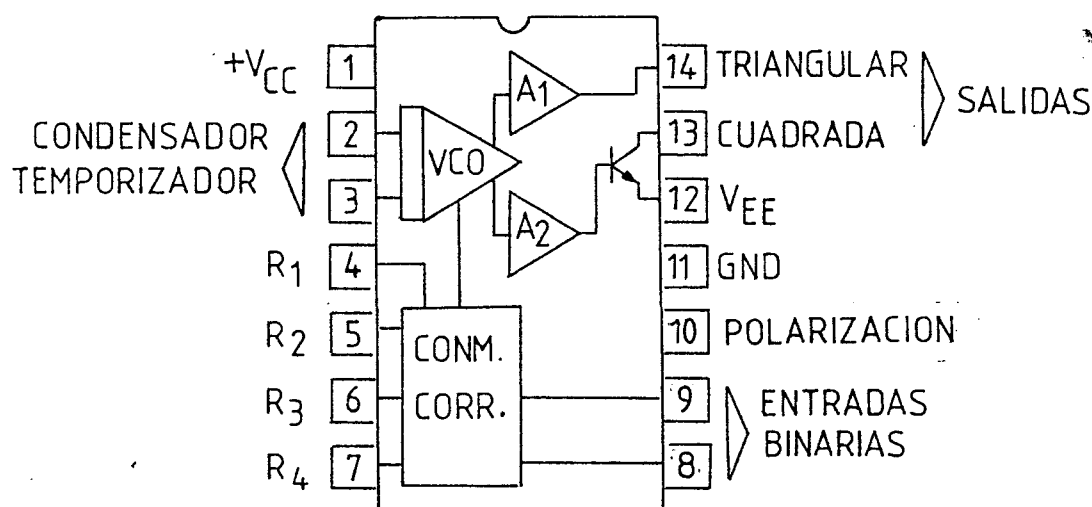 +VCC 1
CONDENSADOR 2
TEMPORIZADOR 3
R1 4
R2 5
R3 6
R4 7
VCO
A1
A2
CONM.
CORR.
14 TRIANGULAR
13 CUADRADA
SALIDAS
12 VEE
11 GND
10 POLARIZACION
9 ENTRADAS
BINARIAS
8